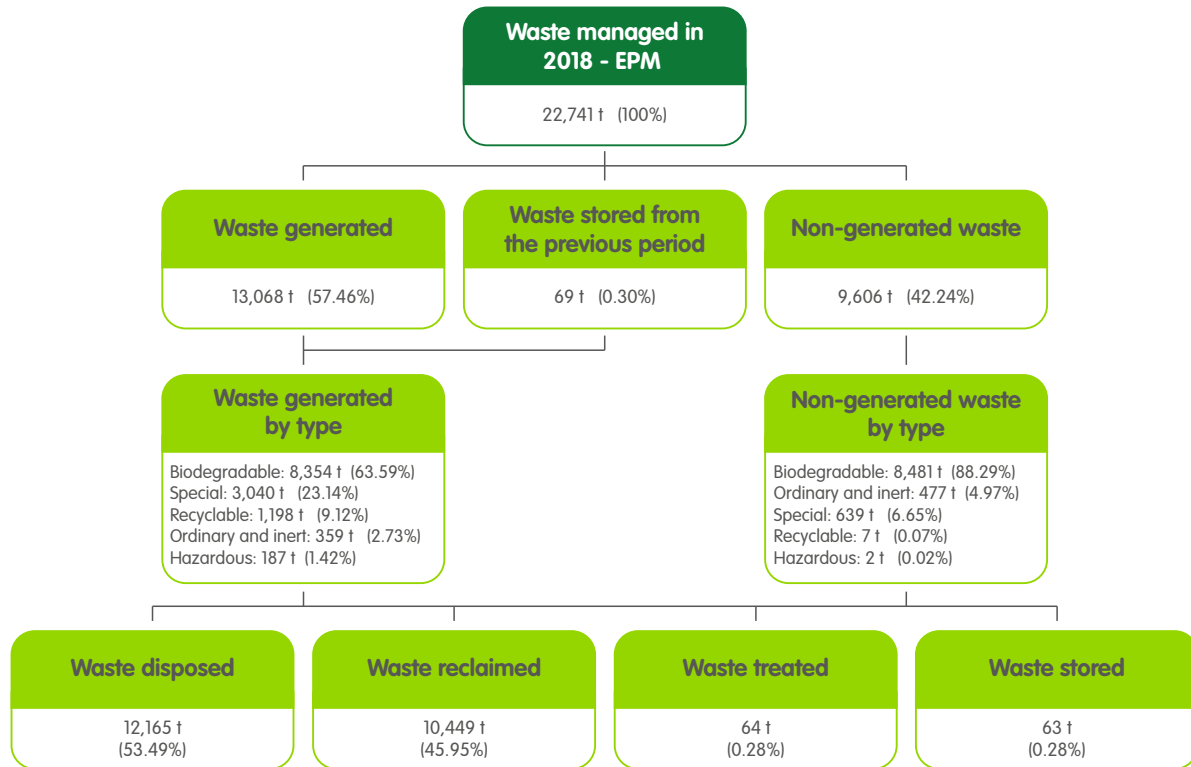 Waste managed in
2018 - EPM
22,741 t (100%)
Waste generated
13,068 t (57.46%)
Waste stored from
the previous period
69 t (0.30%)
Non-generated waste
9,606 t (42.24%)
Waste generated
by type
Biodegradable: 8,354 t (63.59%)
Special: 3,040 t (23.14%)
Recyclable: 1,198 t (9.12%)
Ordinary and inert: 359 t (2.73%)
Hazardous: 187 t (1.42%)
Non-generated waste
by type
Biodegradable: 8,481 t (88.29%)
Ordinary and inert: 477 t (4.97%)
Special: 639 t (6.65%)
Recyclable: 7 t (0.07%)
Hazardous: 2 t (0.02%)
Waste disposed
12,165 t
(53.49%)
Waste reclaimed
10,449 t
(45.95%)
Waste treated
64 t
(0.28%)
Waste stored
63 t
(0.28%)